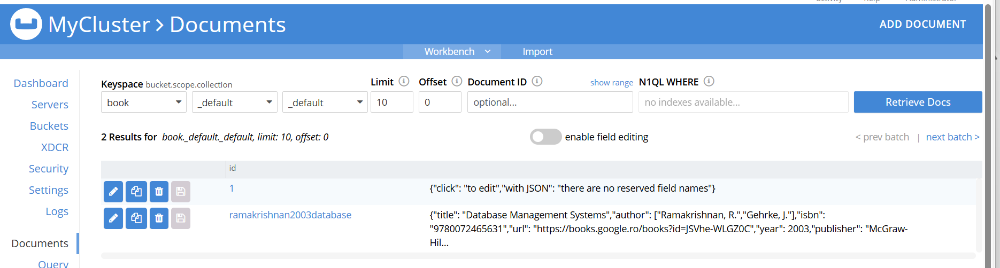 activity help Administrator
MyCluster > Documents
ADD DOCUMENT
Workbench Import
Dashboard
Servers
Buckets
XDCR
Security
Settings
Logs
Documents
Query
Keyspace bucket.scope.collection Limit Offset Document ID show range N1QL WHERE
book _default _default 10 0 optional... no indexes available... Retrieve Docs
2 Results for book._default._default, limit: 10, offset: 0 enable field editing < prev batch | next batch >
id
1 {"click": "to edit","with JSON": "there are no reserved field names"}
ramakrishnan2003database {"title": "Database Management Systems","author": ["Ramakrishnan, R.","Gehrke, J."],"isbn":
"9780072465631","url": "https://books.google.ro/books?id=JSVhe-WLGZ0C","year": 2003,"publisher": "McGraw-
Hil...